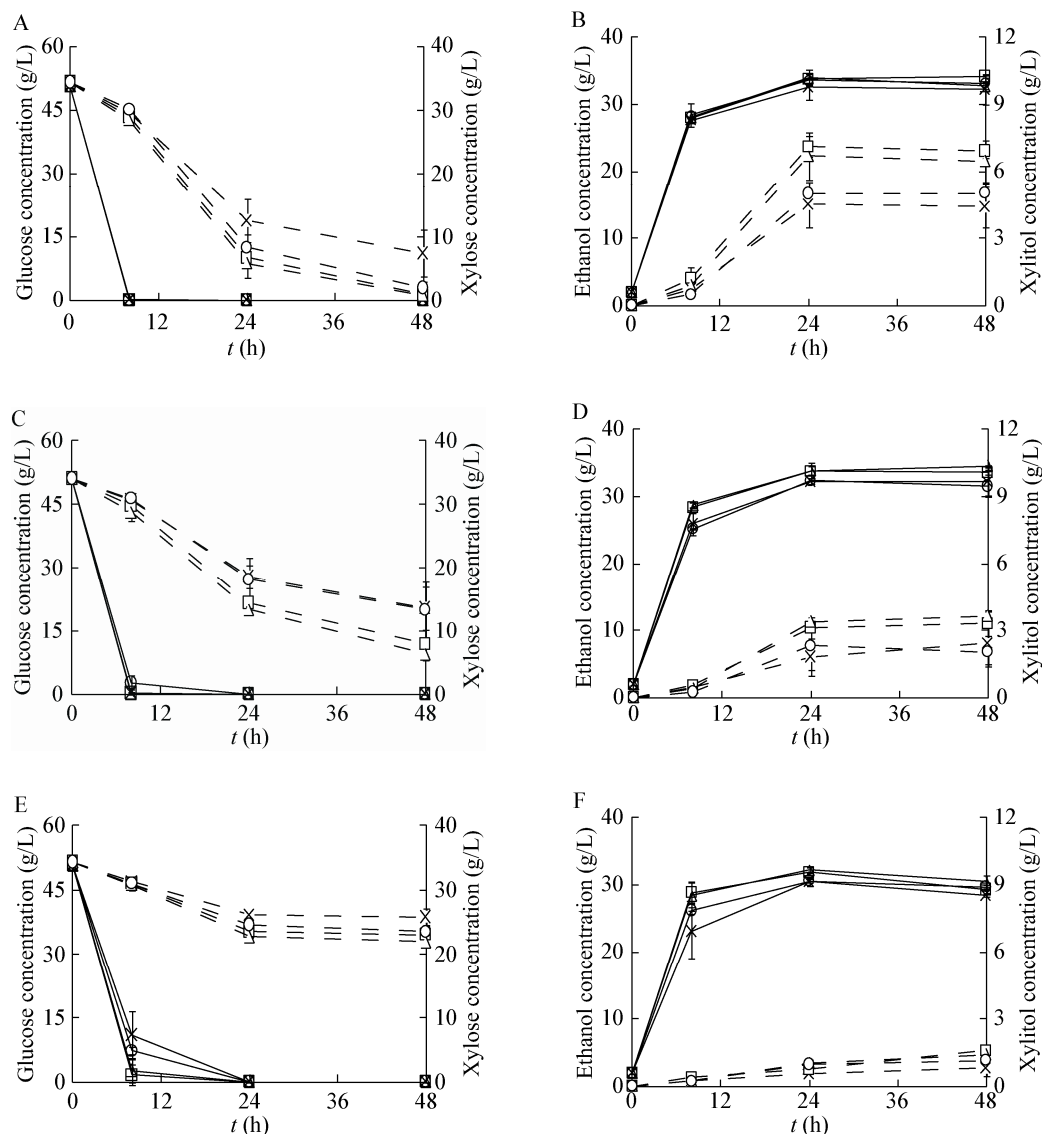 A
Glucose concentration (g/L)
60
45
30
15
0
0 12 24 36 48
t (h)
40
30
20
10
0
Xylose concentration (g/L)
B
Ethanol concentration (g/L)
40
30
20
10
0
0 12 24 36 48
t (h)
12
9
6
3
0
Xylitol concentration (g/L)
C
Glucose concentration (g/L)
60
45
30
15
0
0 12 24 36 48
t (h)
40
30
20
10
0
Xylose concentration (g/L)
D
Ethanol concentration (g/L)
40
30
20
10
0
0 12 24 36 48
t (h)
12
9
6
3
0
Xylitol concentration (g/L)
E
Glucose concentration (g/L)
60
45
30
15
0
0 12 24 36 48
t (h)
40
30
20
10
0
Xylose concentration (g/L)
F
Ethanol concentration (g/L)
40
30
20
10
0
0 12 24 36 48
t (h)
12
9
6
3
0
Xylitol concentration (g/L)